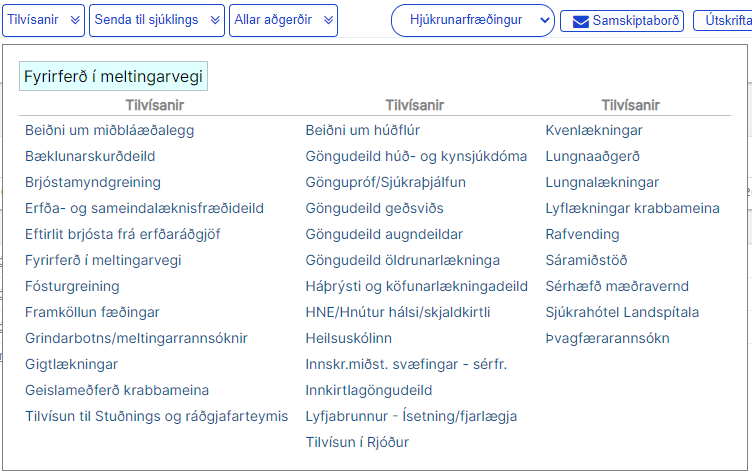 Tilvísanir
Senda til sjúklings
Allar aðgerðir
Hjúkrunarfræðingur
Samskiptaborð
Fyrirferð í meltingarvegi
Tilvísanir
Beiðni um miðbláæðalegg
Bæklunarskurðdeild
Brjóstamyndgreining
Erfða- og sameindalæknisfræðideild
Eftirlit brjósta frá erfðaráðgjöf
Fyrirferð í meltingarvegi
Fósturgreining
Framköllun fæðingar
Grindarbotns/meltingarrannsóknir
Gigtlækningar
Geislameðferð krabbameina
Tilvísun til Stuðnings og ráðgjafarteymis
Tilvísanir
Beiðni um húðflúr
Göngudeild húð- og kynsjúkdóma
Göngupróf/Sjúkraþjálfun
Göngudeild geðsviðs
Göngudeild augndeildar
Göngudeild öldrunarlækninga
Háþrýsti og köfunarlækningadeild
HNE/Hnútur hálsi/skjaldkirtli
Heilsuskólinn
Innskr.miðst. svæfingar - sérfr.
Innkirtlagöngudeild
Lyfjabrunnur - Ísetning/fjarlægja
Tilvísun í Rjóður
Tilvísanir
Kvenlækningar
Lungnaaðgerð
Lungnalækningar
Lyflækningar krabbameina
Rafvending
Sáramiðstöð
Sérhæfð mæðravernd
Sjúkrahótel Landspítala
Þvagfærarannsókn